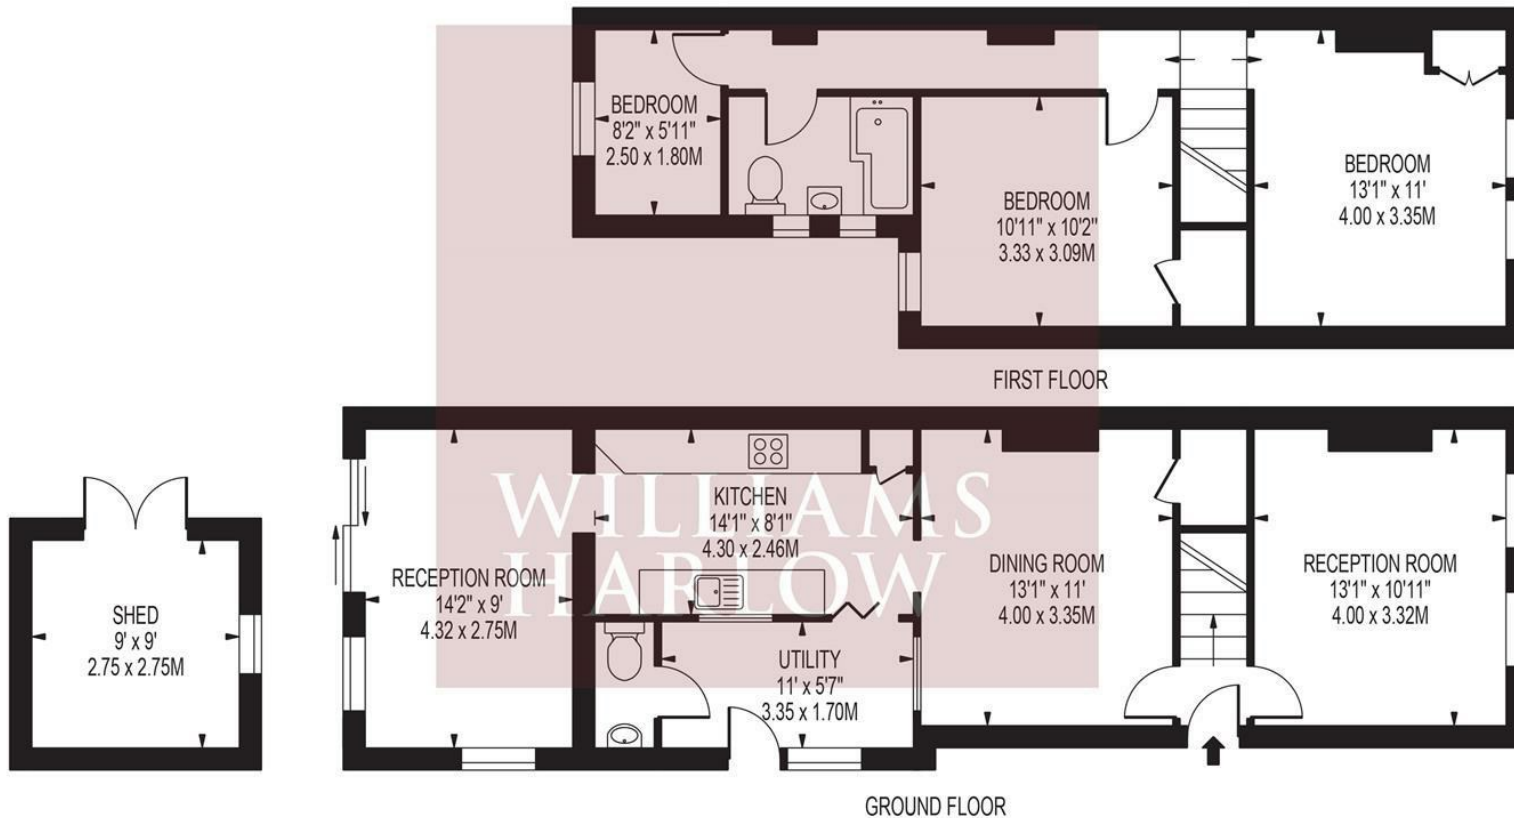 BEDROOM
8'2" x 5'11"
2.50 x 1.80M
BEDROOM
10'11" x 10'2"
3.33 x 3.09M
BEDROOM
13'1" x 11'
4.00 x 3.35M
FIRST FLOOR
SHED
9' x 9'
2.75 x 2.75M
RECEPTION ROOM
14'2" x 9'
4.32 x 2.75M
KITCHEN
14'1" x 8'1"
4.30 x 2.46M
UTILITY
11' x 5'7"
3.35 x 1.70M
DINING ROOM
13'1" x 11'
4.00 x 3.35M
RECEPTION ROOM
13'1" x 10'11"
4.00 x 3.32M
WILLIAMS
HARLOW
GROUND FLOOR